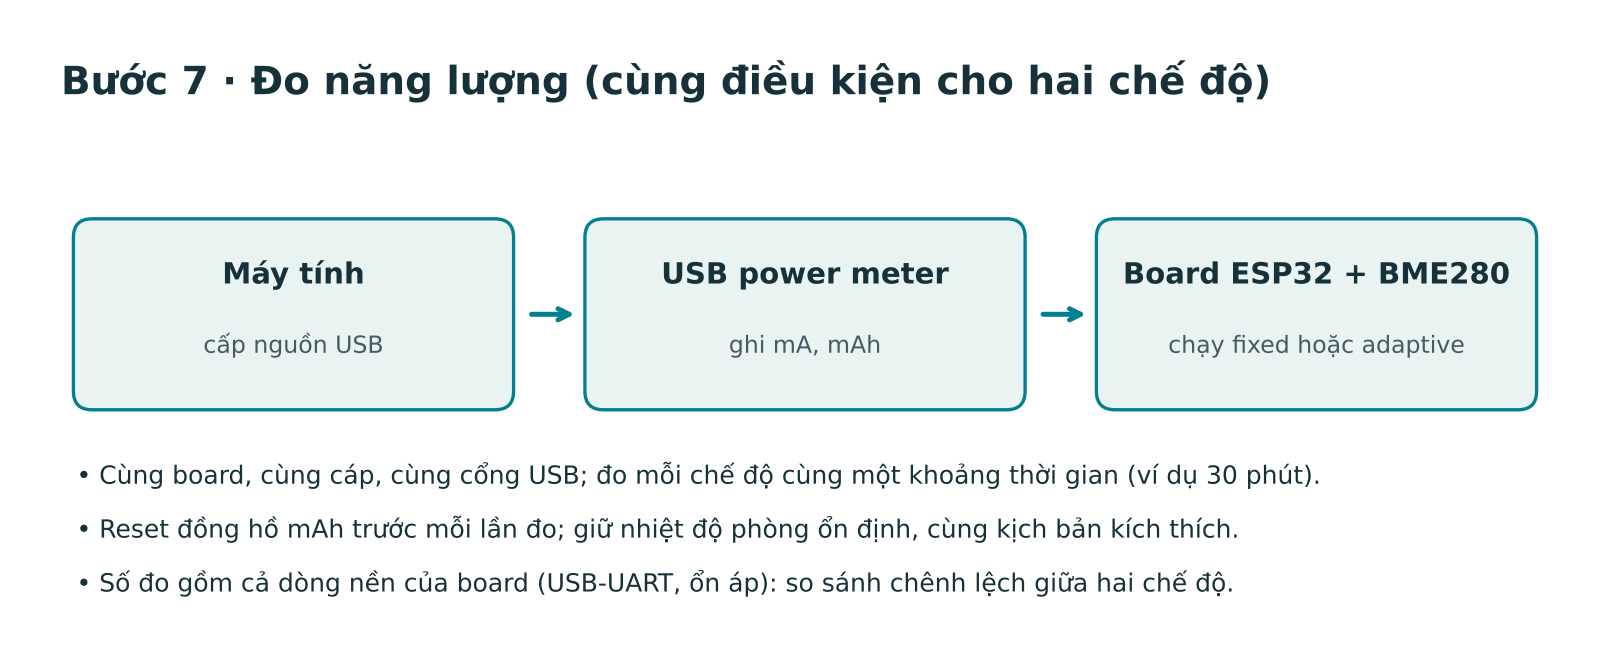 Bước 7 · Đo năng lượng (cùng điều kiện cho hai chế độ)
Máy tính
cấp nguồn USB
USB power meter
ghi mA, mAh
Board ESP32 + BME280
chạy fixed hoặc adaptive
• Cùng board, cùng cáp, cùng cổng USB; đo mỗi chế độ cùng một khoảng thời gian (ví dụ 30 phút).
• Reset đồng hồ mAh trước mỗi lần đo; giữ nhiệt độ phòng ổn định, cùng kịch bản kích thích.
• Số đo gồm cả dòng nền của board (USB-UART, ổn áp): so sánh chênh lệch giữa hai chế độ.